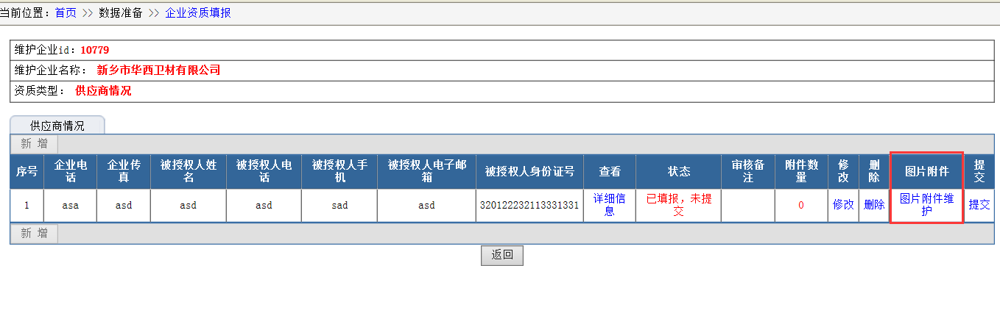 当前位置：首页 >> 数据准备 >> 企业资质填报
维护企业id：10779
维护企业名称： 新乡市华西卫材有限公司
资质类型： 供应商情况
供应商情况
新 增
序号 企业电话 企业传真 被授权人姓名 被授权人电话 被授权人手机 被授权人电子邮箱 被授权人身份证号 查看 状态 审核备注 附件数量 修改 删除 图片附件 提交
1 asa asd asd asd sad asd 320122232113331331 详细信息 已填报，未提交 0 修改 删除 图片附件维护 提交
新 增
返回